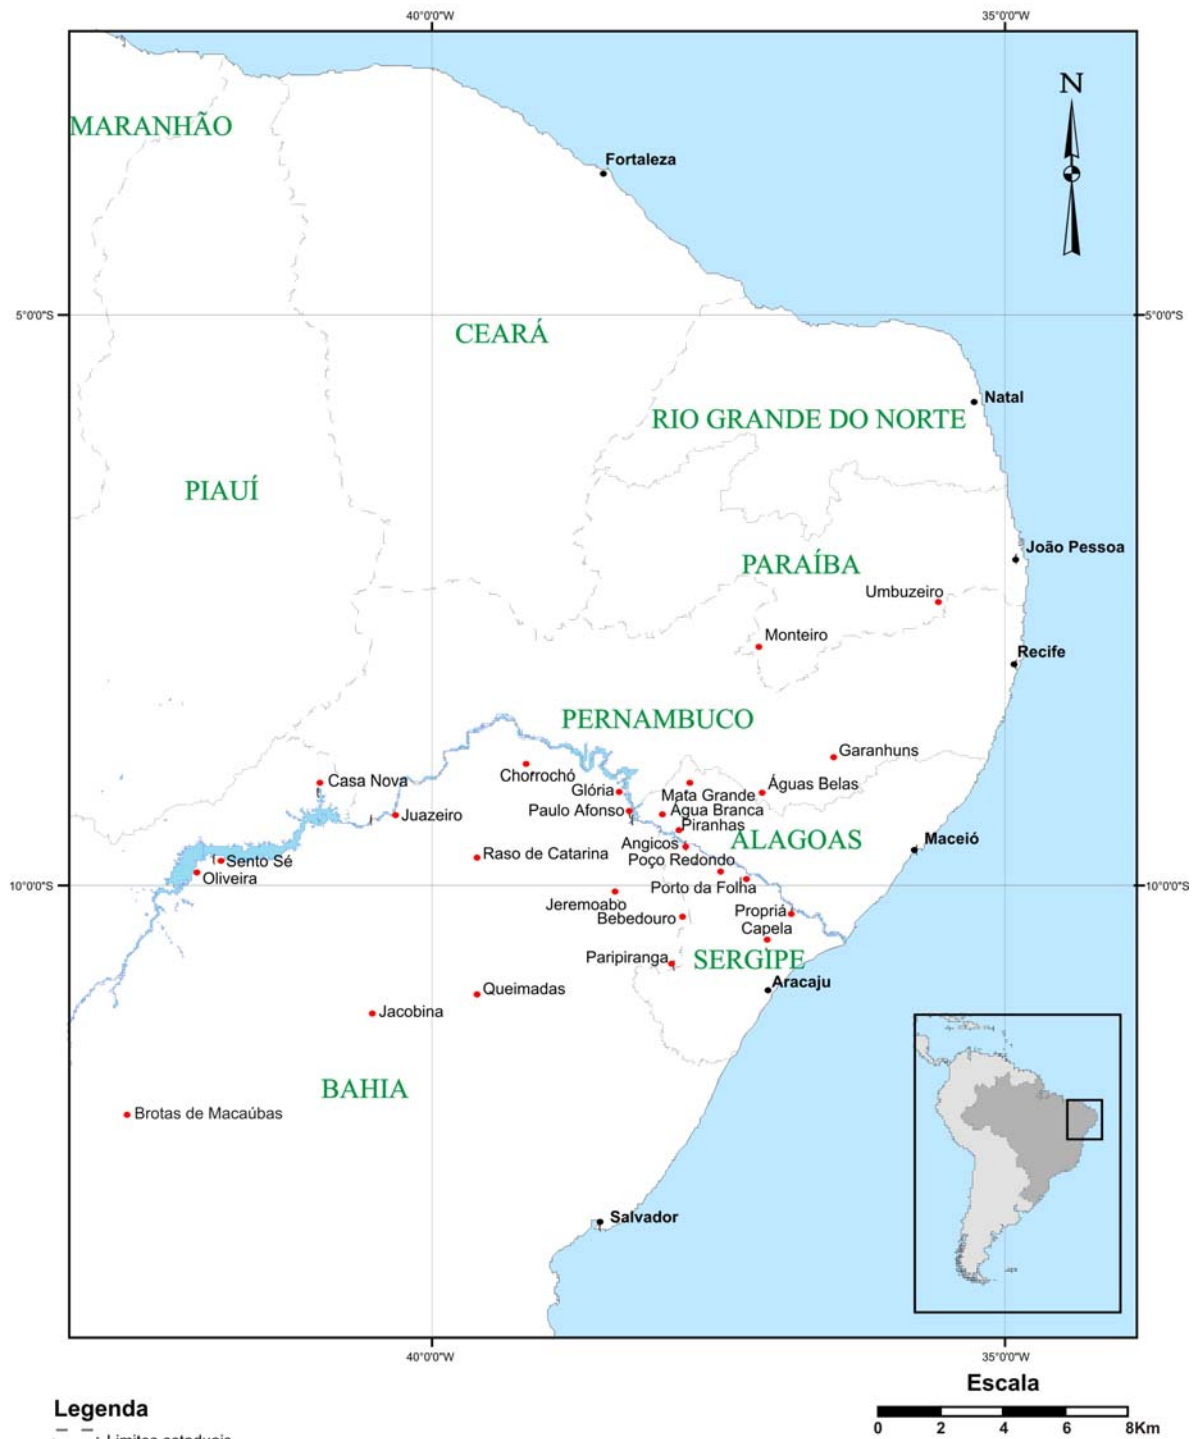 40°0'0"W
35°0'0"W
MARANHÃO
N
Fortaleza
5°0'0"S
5°0'0"S
CEARÁ
Natal
RIO GRANDE DO NORTE
PIAUÍ
João Pessoa
PARAÍBA
Umbuzeiro
Monteiro
Recife
PERNAMBUCO
Garanhuns
Chorrochó
Casa Nova
Águas Belas
Glória
Mata Grande
Paulo Afonso
Água Branca
Juazeiro
Piranhas
ALAGOAS
Maceió
Angicos
Raso de Catarina
Poço Redondo
Sento Sé
Oliveira
Porto da Folha
10°0'0"S
10°0'0"S
Jeremoabo
Propriá
Bebedouro
Capela
Paripiranga
SERGIPE
Aracaju
Queimadas
Jacobina
BAHIA
Brotas de Macaúbas
Salvador
40°0'0"W
35°0'0"W
Escala
Legenda
0 2 4 6 8Km
Limites estaduais